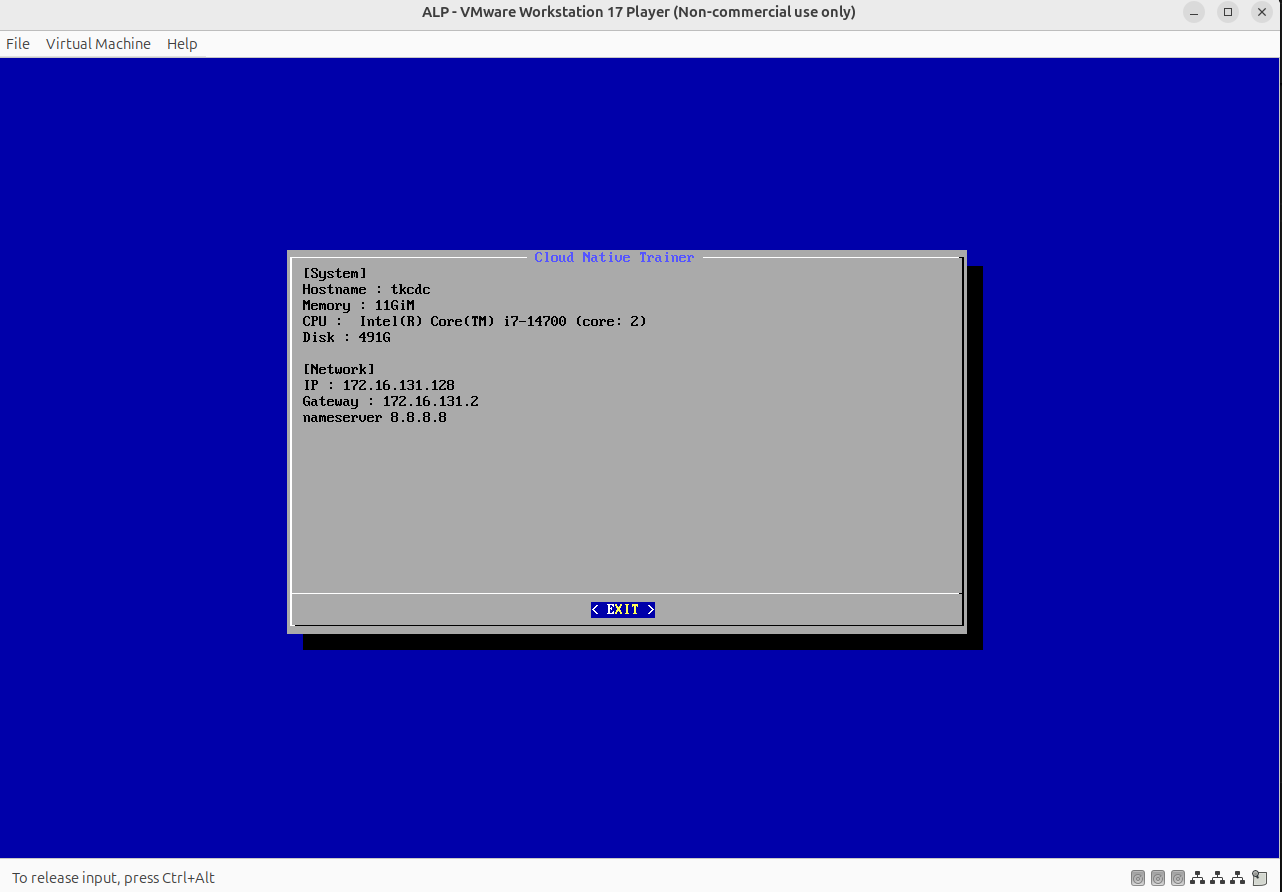 ALP - VMware Workstation 17 Player (Non-commercial use only)
File Virtual Machine Help
Cloud Native Trainer
[System]
Hostname : tkcdc
Memory : 11GiM
CPU :  Intel(R) Core(TM) i7-14700 (core: 2)
Disk : 491G
[Network]
IP : 172.16.131.128
Gateway : 172.16.131.2
nameserver 8.8.8.8
< EXIT >
To release input, press Ctrl+Alt